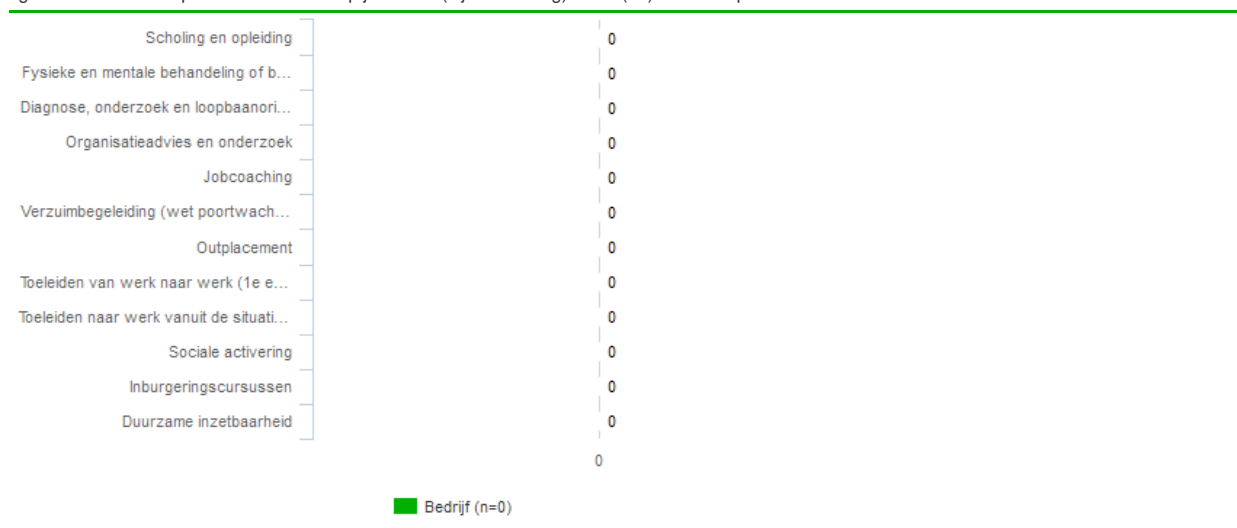 Scholing en opleiding 0
Fysieke en mentale behandeling of b... 0
Diagnose, onderzoek en loopbaanori... 0
Organisatieadvies en onderzoek 0
Jobcoaching 0
Verzuimbegeleiding (wet poortwach... 0
Outplacement 0
Toeleiden van werk naar werk (1e e... 0
Toeleiden naar werk vanuit de situati... 0
Sociale activering 0
Inburgeringscursussen 0
Duurzame inzetbaarheid 0
0
Bedrijf (n=0)